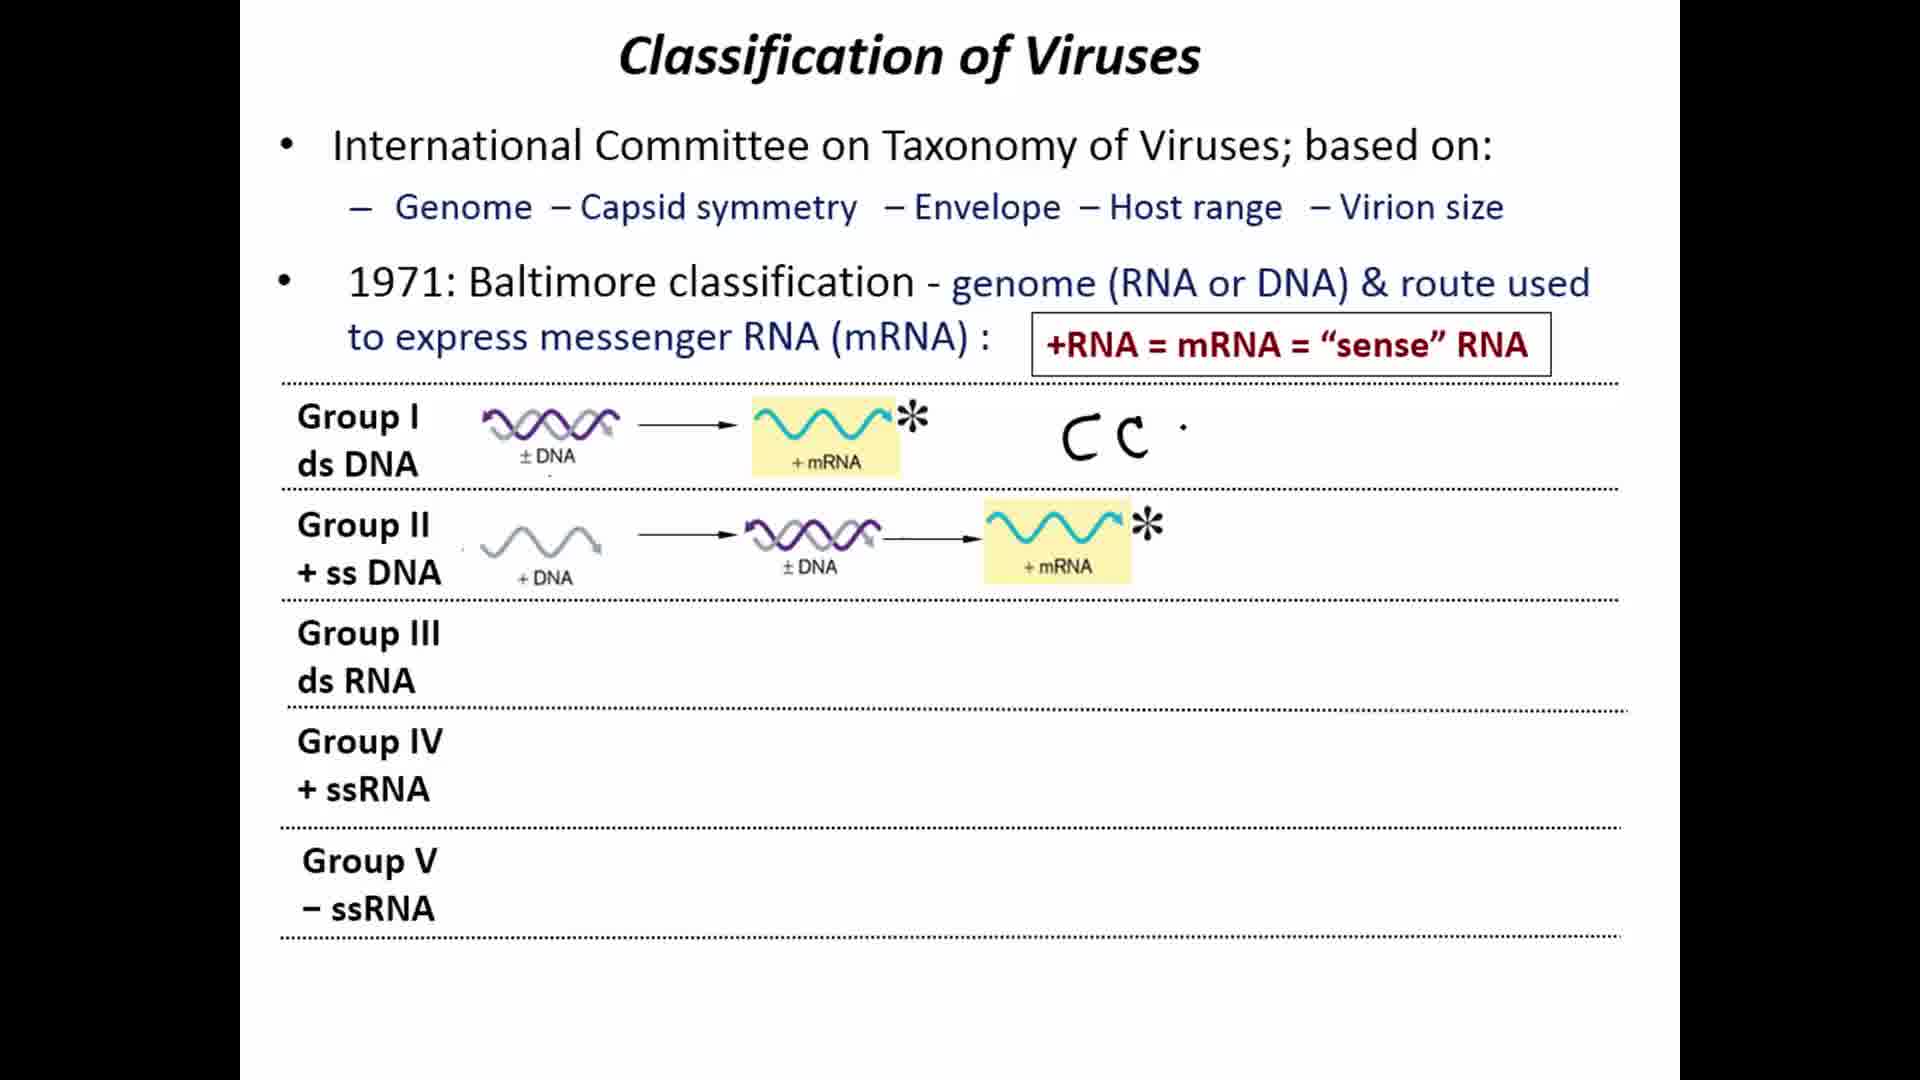 Classification of Viruses
• International Committee on Taxonomy of Viruses; based on:
– Genome – Capsid symmetry – Envelope – Host range – Virion size
• 1971: Baltimore classification - genome (RNA or DNA) & route used
to express messenger RNA (mRNA) :
+RNA = mRNA = “sense” RNA
Group I
ds DNA
± DNA
+ mRNA
*
CC
Group II
+ ss DNA
+ DNA
± DNA
+ mRNA
*
Group III
ds RNA
Group IV
+ ssRNA
Group V
– ssRNA